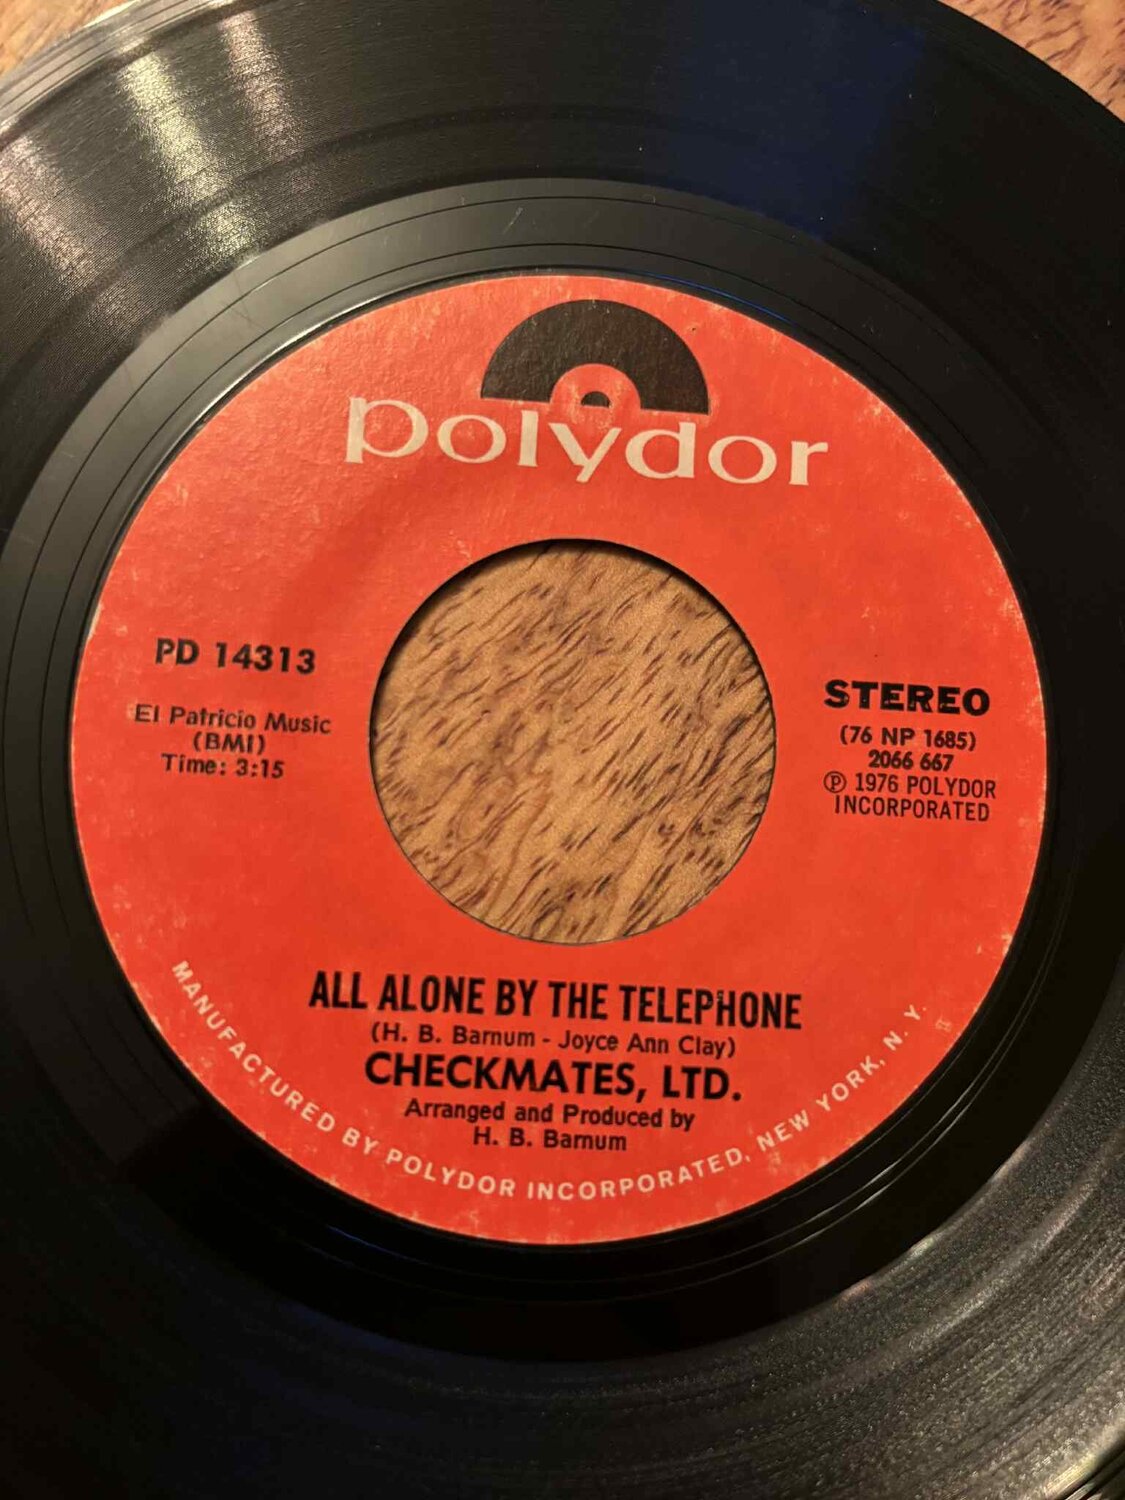 polydor
PD 14313
El Patricio Music
(BMI)
Time: 3:15
STEREO
(76 NP 1685)
2066 667
Ⓟ 1976 POLYDOR
INCORPORATED
ALL ALONE BY THE TELEPHONE
(H. B. Barnum - Joyce Ann Clay)
CHECKMATES, LTD.
Arranged and Produced by
H. B. Barnum
MANUFACTURED BY POLYDOR INCORPORATED, NEW YORK, N. Y.